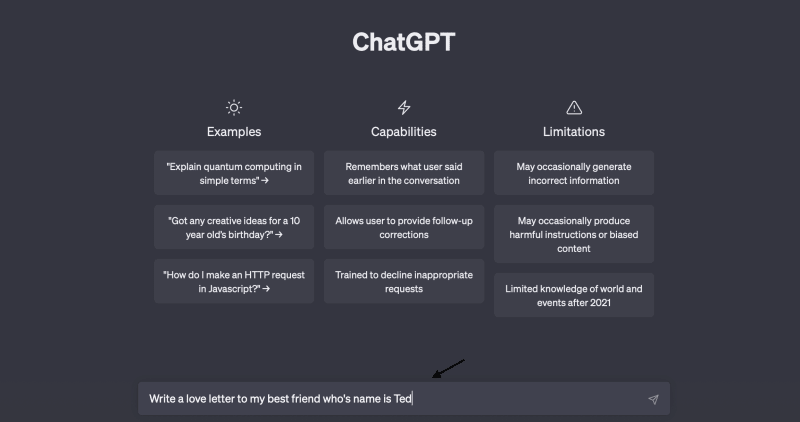 ChatGPT
Examples
"Explain quantum computing in
simple terms" →
"Got any creative ideas for a 10
year old's birthday?" →
"How do I make an HTTP request
in Javascript?" →
Capabilities
Remembers what user said
earlier in the conversation
Allows user to provide follow-up
corrections
Trained to decline inappropriate
requests
Limitations
May occasionally generate
incorrect information
May occasionally produce
harmful instructions or biased
content
Limited knowledge of world and
events after 2021
Write a love letter to my best friend who's name is Ted